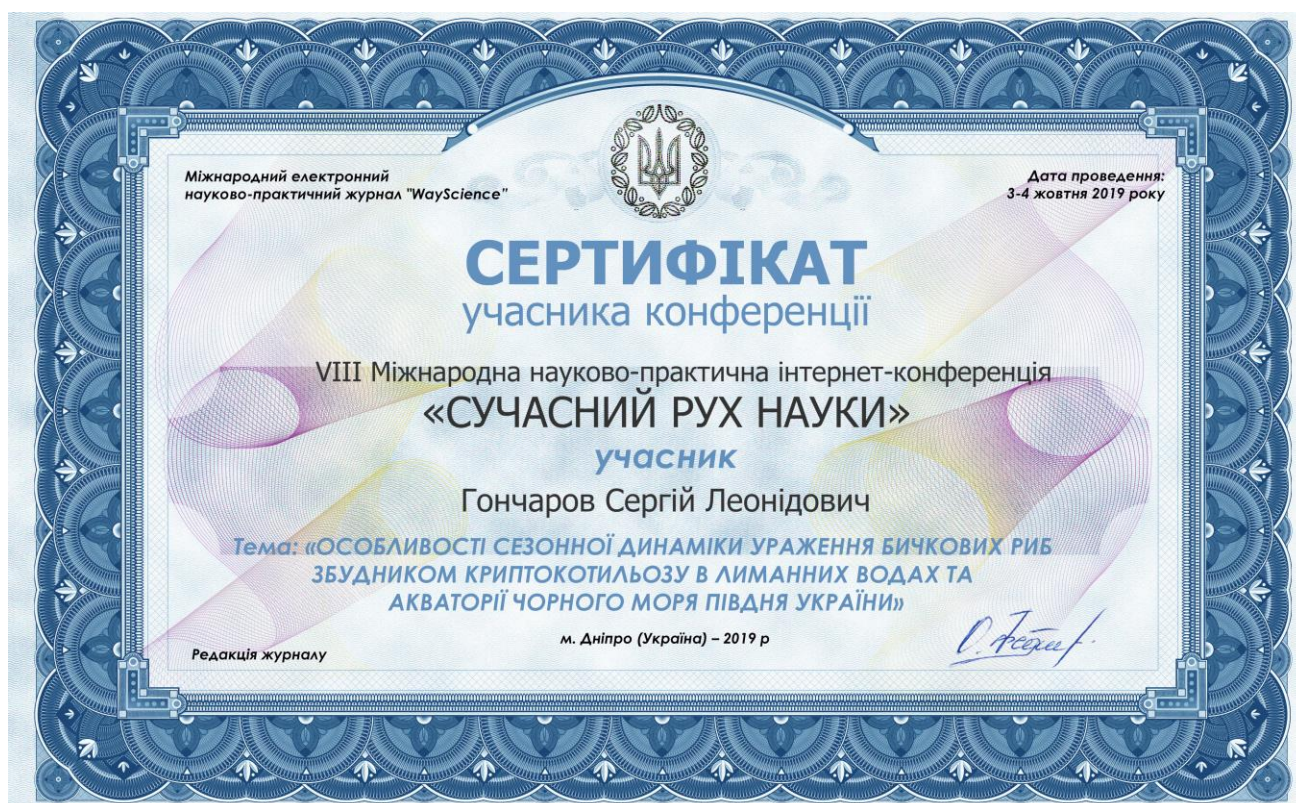 Міжнародний електронний
науково-практичний журнал "WayScience"
Дата проведення:
3-4 жовтня 2019 року
СЕРТИФІКАТ
учасника конференції
VIII Міжнародна науково-практична інтернет-конференція
«СУЧАСНИЙ РУХ НАУКИ»
учасник
Гончаров Сергій Леонідович
Тема: «ОСОБЛИВОСТІ СЕЗОННОЇ ДИНАМІКИ УРАЖЕННЯ БИЧКОВИХ РИБ
ЗБУДНИКОМ КРИПТОКОТИЛЬОЗУ В ЛИМАННИХ ВОДАХ ТА
АКВАТОРІЇ ЧОРНОГО МОРЯ ПІВДНЯ УКРАЇНИ»
м. Дніпро (Україна) – 2019 р
Редакція журналу